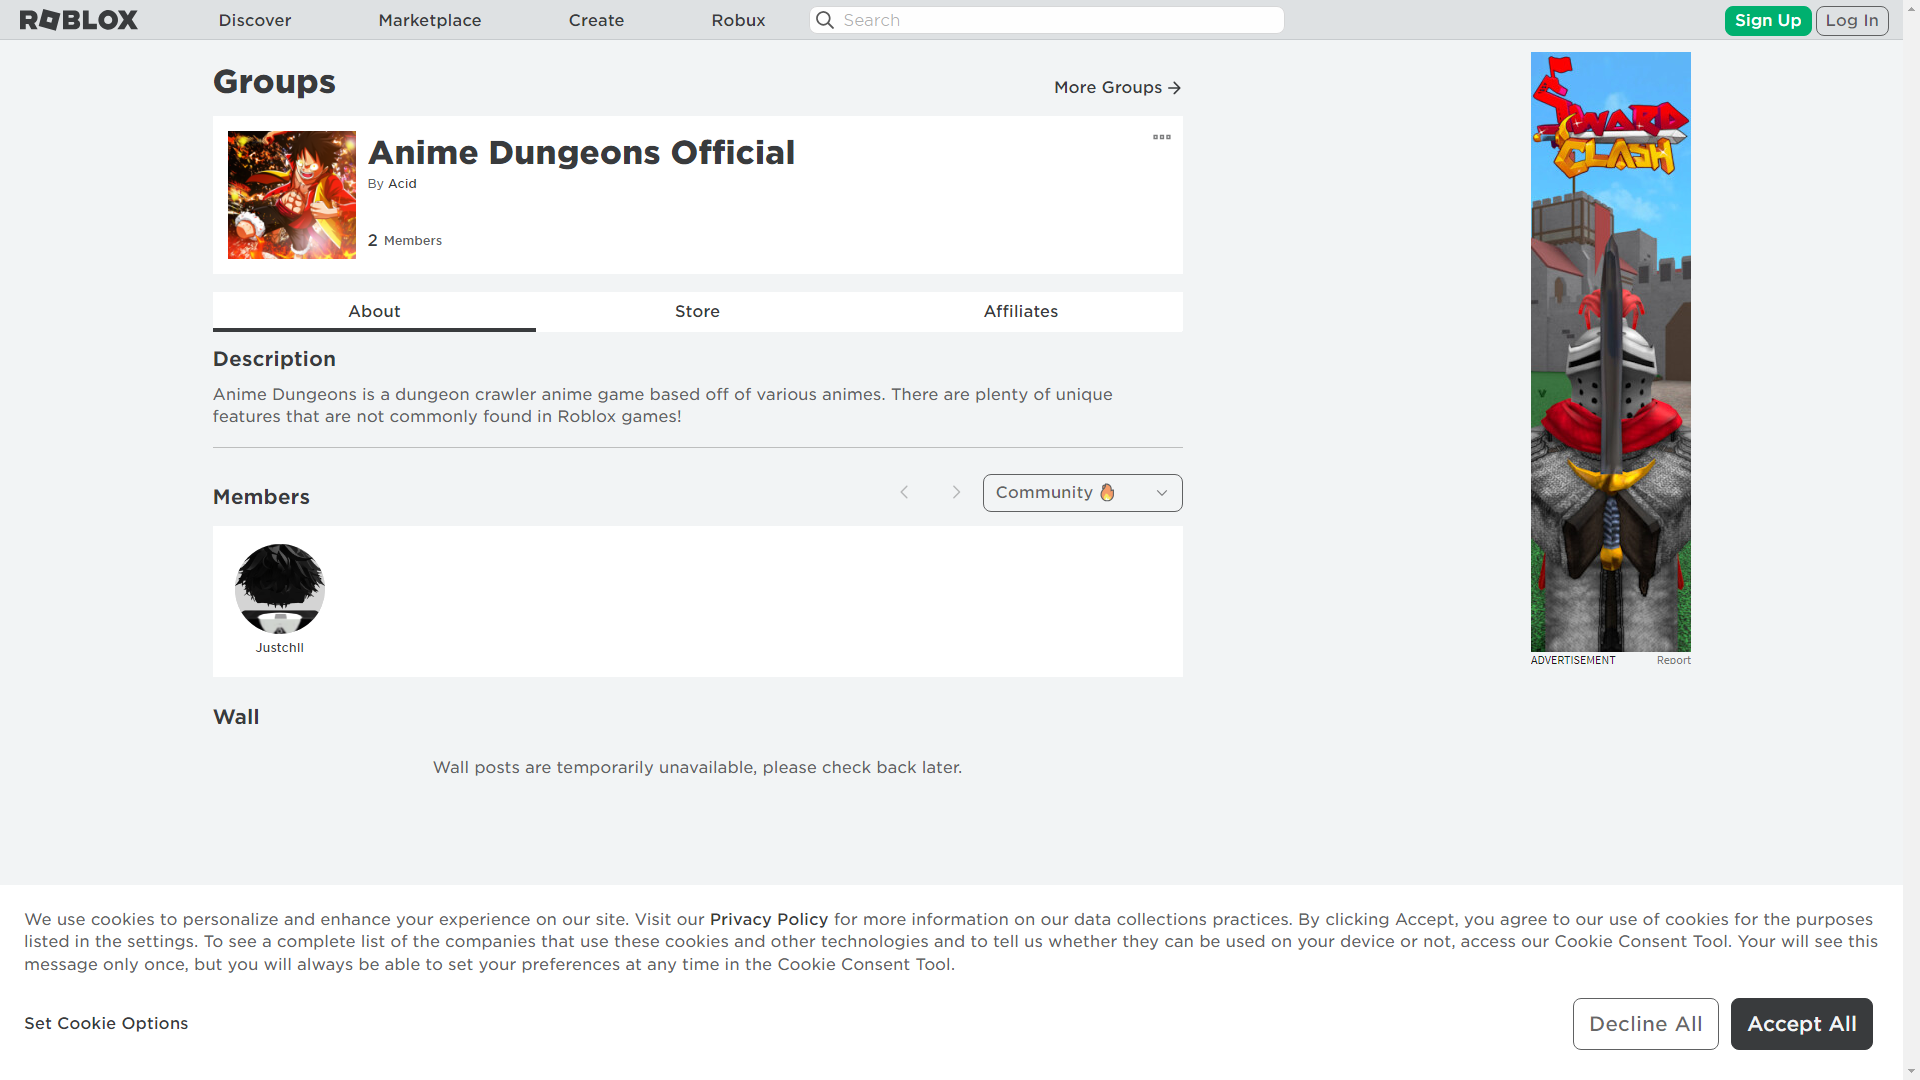 ROBLOX
Discover
Marketplace
Create
Robux
Search
Sign Up
Log In
Groups
More Groups
Anime Dungeons Official
By Acid
2 Members
About
Store
Affiliates
Description
Anime Dungeons is a dungeon crawler anime game based off of various animes. There are plenty of unique
features that are not commonly found in Roblox games!
Members
Community
Justchll
Wall
Wall posts are temporarily unavailable, please check back later.
SWORD
CLASH
ADVERTISEMENT
Report
We use cookies to personalize and enhance your experience on our site. Visit our Privacy Policy for more information on our data collections practices. By clicking Accept, you agree to our use of cookies for the purposes
listed in the settings. To see a complete list of the companies that use these cookies and other technologies and to tell us whether they can be used on your device or not, access our Cookie Consent Tool. Your will see this
message only once, but you will always be able to set your preferences at any time in the Cookie Consent Tool.
Set Cookie Options
Decline All
Accept All